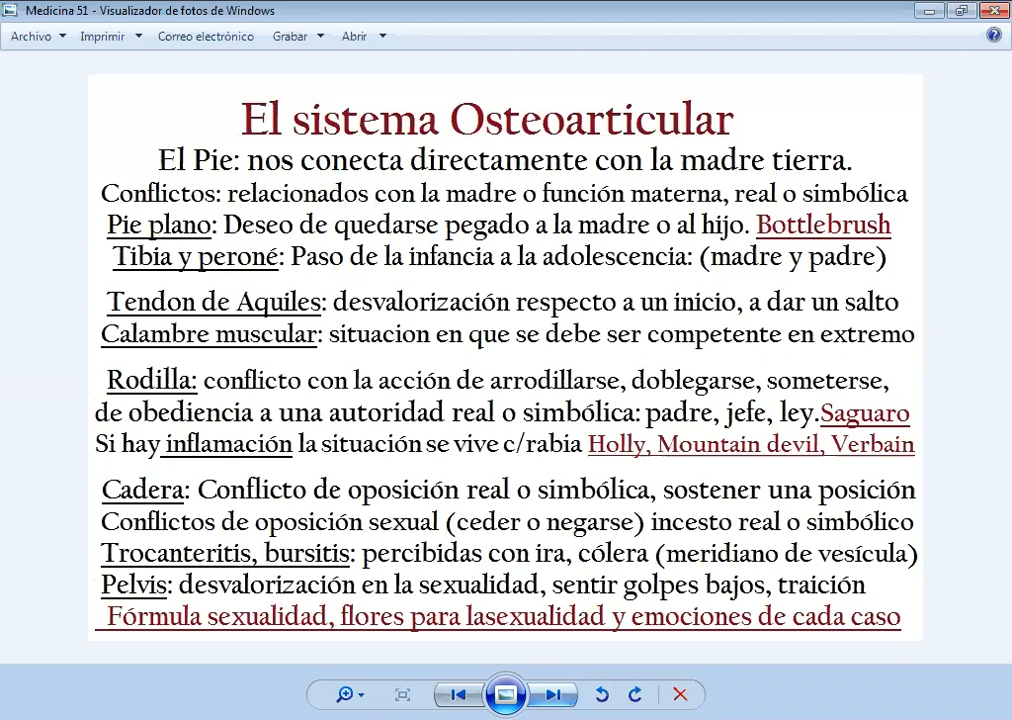 Medicina 51 - Visualizador de fotos de Windows
Archivo Imprimir Correo electrónico Grabar Abrir
El sistema Osteoarticular
El Pie: nos conecta directamente con la madre tierra.
Conflictos: relacionados con la madre o función materna, real o simbólica
Pie plano: Deseo de quedarse pegado a la madre o al hijo. Bottlebrush
Tibia y peroné: Paso de la infancia a la adolescencia: (madre y padre)
Tendon de Aquiles: desvalorización respecto a un inicio, a dar un salto
Calambre muscular: situacion en que se debe ser competente en extremo
Rodilla: conflicto con la acción de arrodillarse, doblegarse, someterse,
de obediencia a una autoridad real o simbólica: padre, jefe, ley.Saguaro
Si hay inflamación la situación se vive c/rabia Holly, Mountain devil, Verbain
Cadera: Conflicto de oposición real o simbólica, sostener una posición
Conflictos de oposición sexual (ceder o negarse) incesto real o simbólico
Trocanteritis, bursitis: percibidas con ira, cólera (meridiano de vesícula)
Pelvis: desvalorización en la sexualidad, sentir golpes bajos, traición
Fórmula sexualidad, flores para lasexualidad y emociones de cada caso